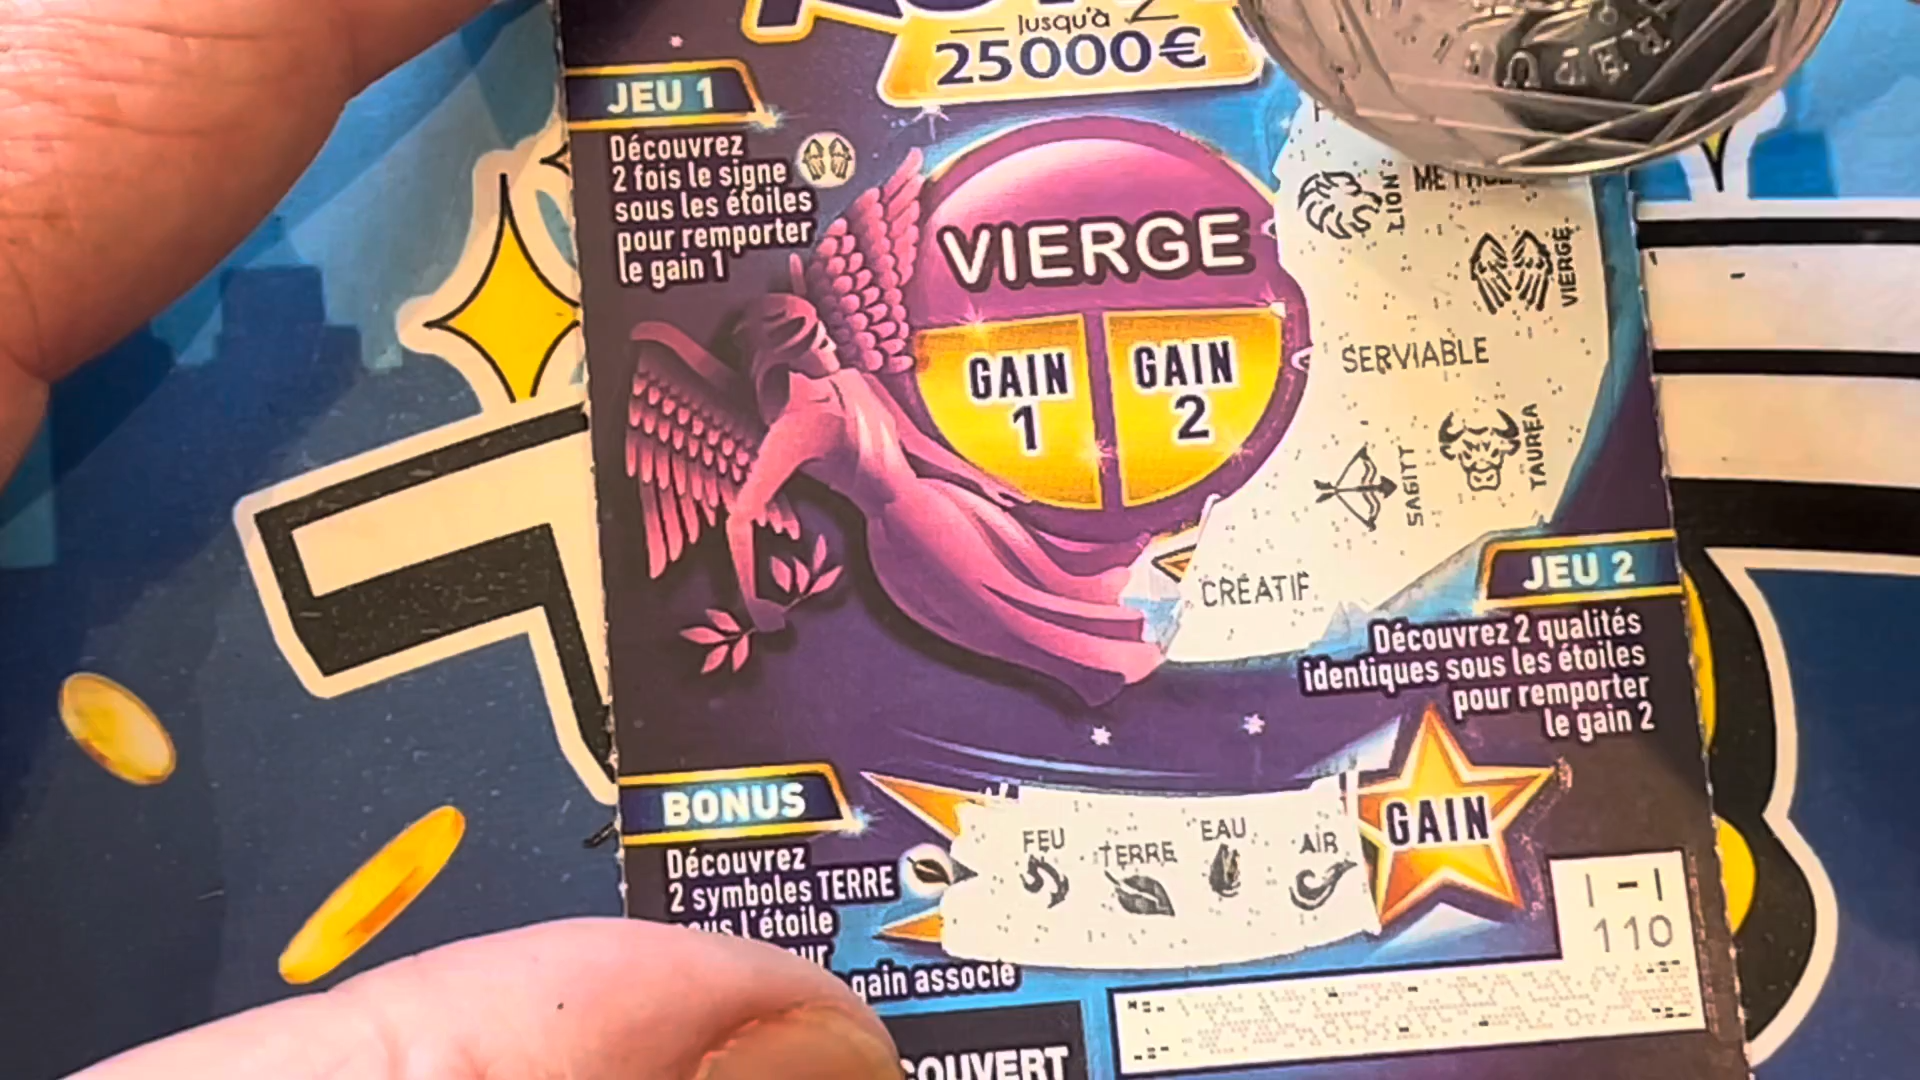 Jusqu'à
25000€
JEU 1
Découvrez
2 fois le signe
sous les étoiles
pour remporter
le gain 1
VIERGE
GAIN
1
GAIN
2
LION
VIERGE
SERVIABLE
SAGITT
TAUREA
CREATIF
JEU 2
Découvrez 2 qualités
identiques sous les étoiles
pour remporter
le gain 2
BONUS
Découvrez
2 symboles TERRE
l'étoile
gain associé
FEU
TERRE
EAU
AIR
GAIN
1-1
110